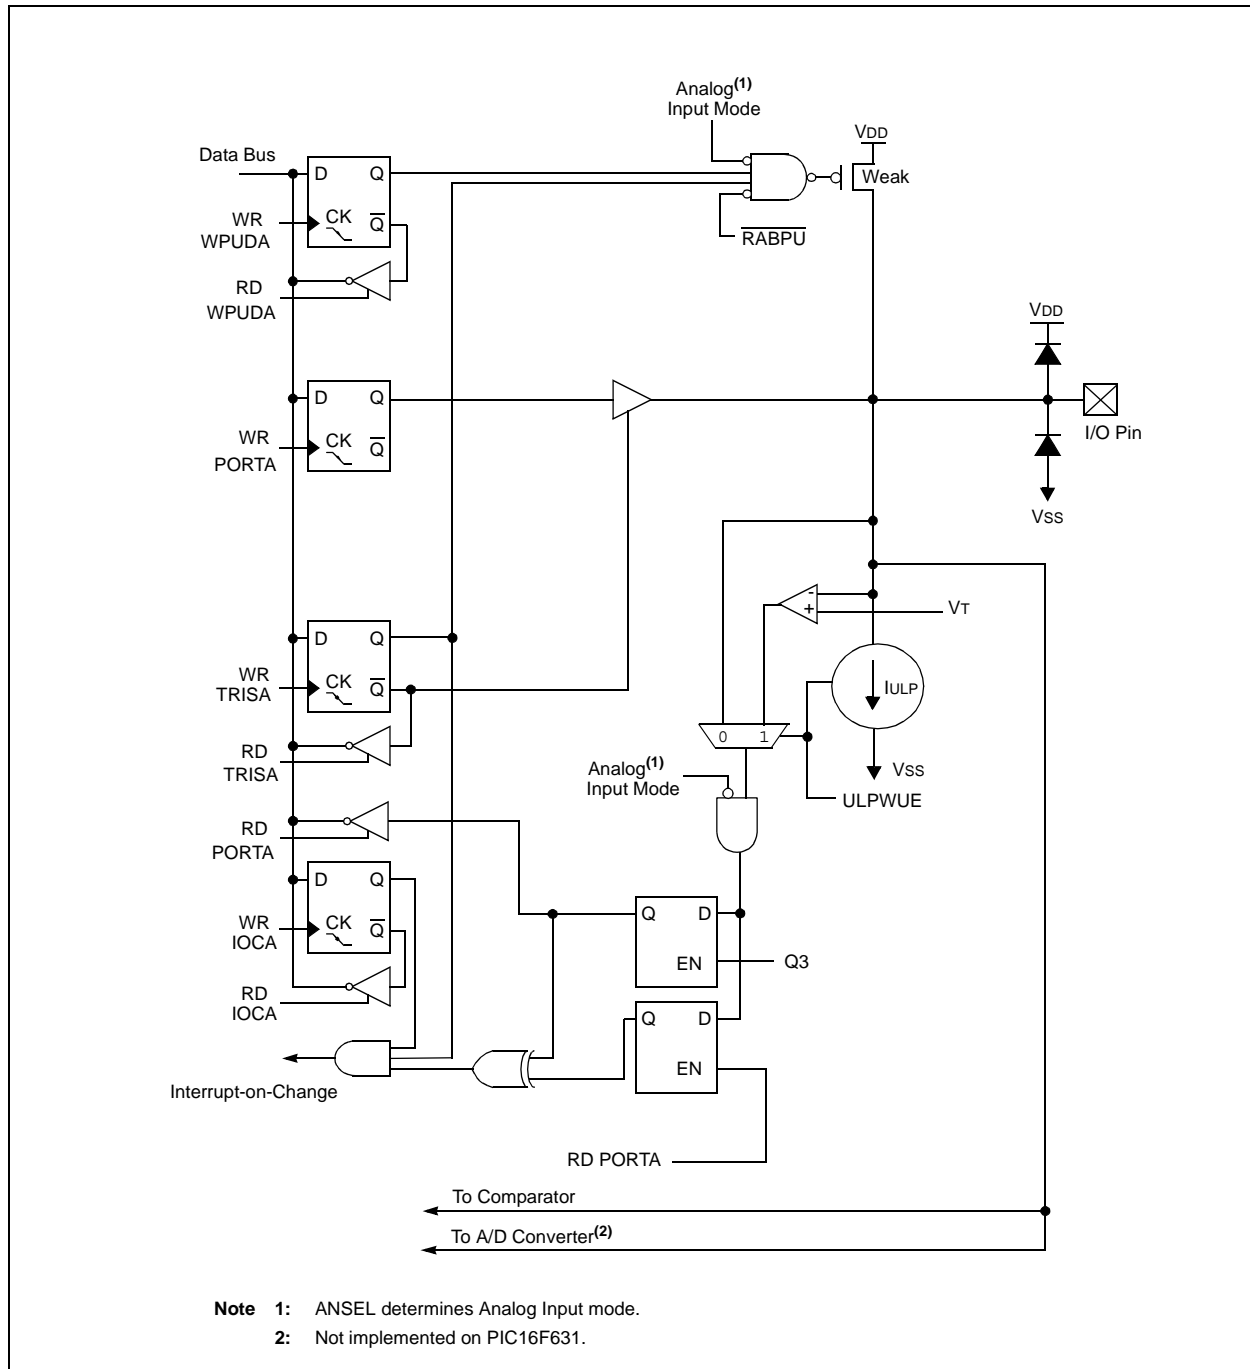 Analog(1)
Input Mode
VDD
Data Bus
D Q
Weak
WR
WPUDA
CK Q
RABPU
RD
WPUDA
VDD
D Q
WR
PORTA
CK Q
I/O Pin
VSS
-
+
VT
D Q
WR
TRISA
CK Q
IULP
0 1
RD
TRISA
Analog(1)
Input Mode
VSS
ULPWUE
RD
PORTA
D Q
Q D
WR
IOCA
CK Q
EN
Q3
RD
IOCA
Q D
EN
Interrupt-on-Change
RD PORTA
To Comparator
To A/D Converter(2)
Note 1: ANSEL determines Analog Input mode.
2: Not implemented on PIC16F631.